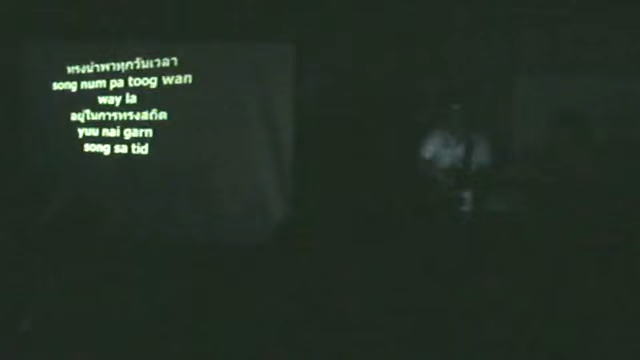 ทรงนำพาทุกวันเวลา
song num pa toog wan
way la
อยู่ในการทรงสถิต
yuu nai garn
song sa tid